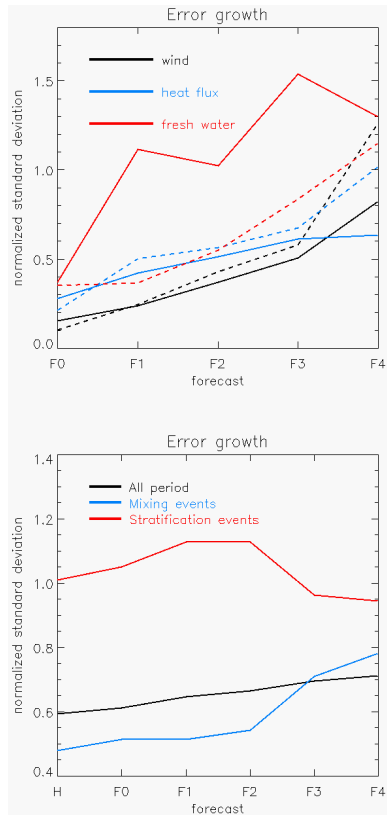 Error growth
wind
heat flux
fresh water
normalized standard deviation
1.5
1.0
0.5
0.0
F0 F1 F2 F3 F4
forecast
Error growth
All period
Mixing events
Stratification events
normalized standard deviation
1.4
1.2
1.0
0.8
0.6
0.4
H F0 F1 F2 F3 F4
forecast